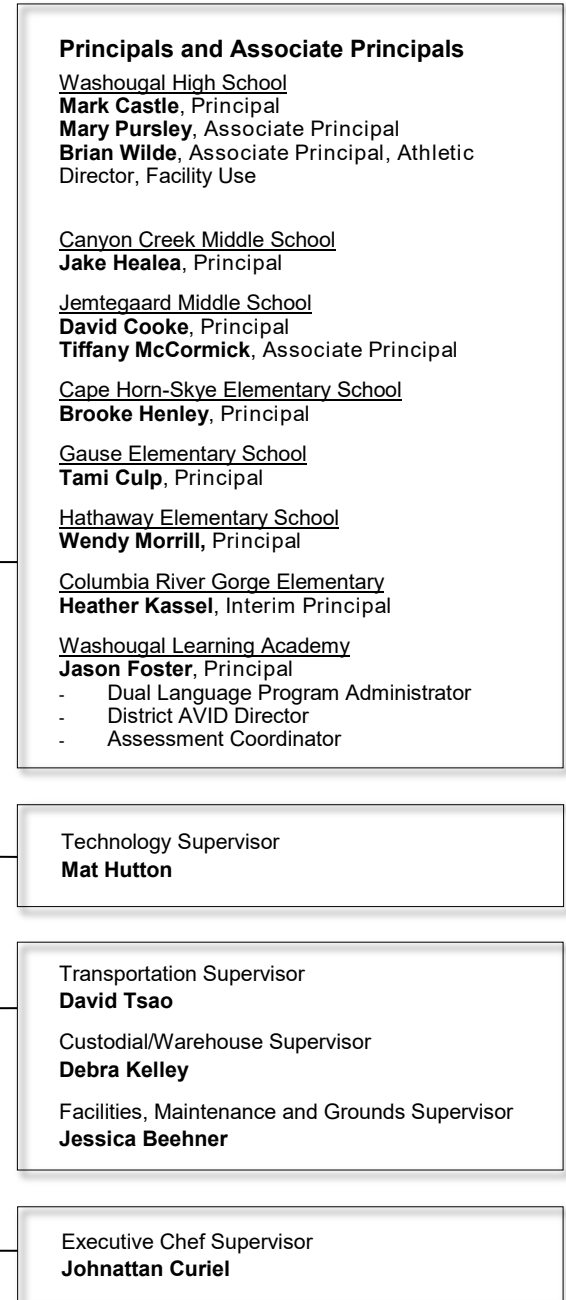 Principals and Associate Principals
Washougal High School
Mark Castle, Principal
Mary Pursley, Associate Principal
Brian Wilde, Associate Principal, Athletic
Director, Facility Use
Canyon Creek Middle School
Jake Healea, Principal
Jemtegaard Middle School
David Cooke, Principal
Tiffany McCormick, Associate Principal
Cape Horn-Skye Elementary School
Brooke Henley, Principal
Gause Elementary School
Tami Culp, Principal
Hathaway Elementary School
Wendy Morrill, Principal
Columbia River Gorge Elementary
Heather Kassel, Interim Principal
Washougal Learning Academy
Jason Foster, Principal
- Dual Language Program Administrator
- District AVID Director
- Assessment Coordinator
Technology Supervisor
Mat Hutton
Transportation Supervisor
David Tsao
Custodial/Warehouse Supervisor
Debra Kelley
Facilities, Maintenance and Grounds Supervisor
Jessica Beehner
Executive Chef Supervisor
Johnattan Curiel